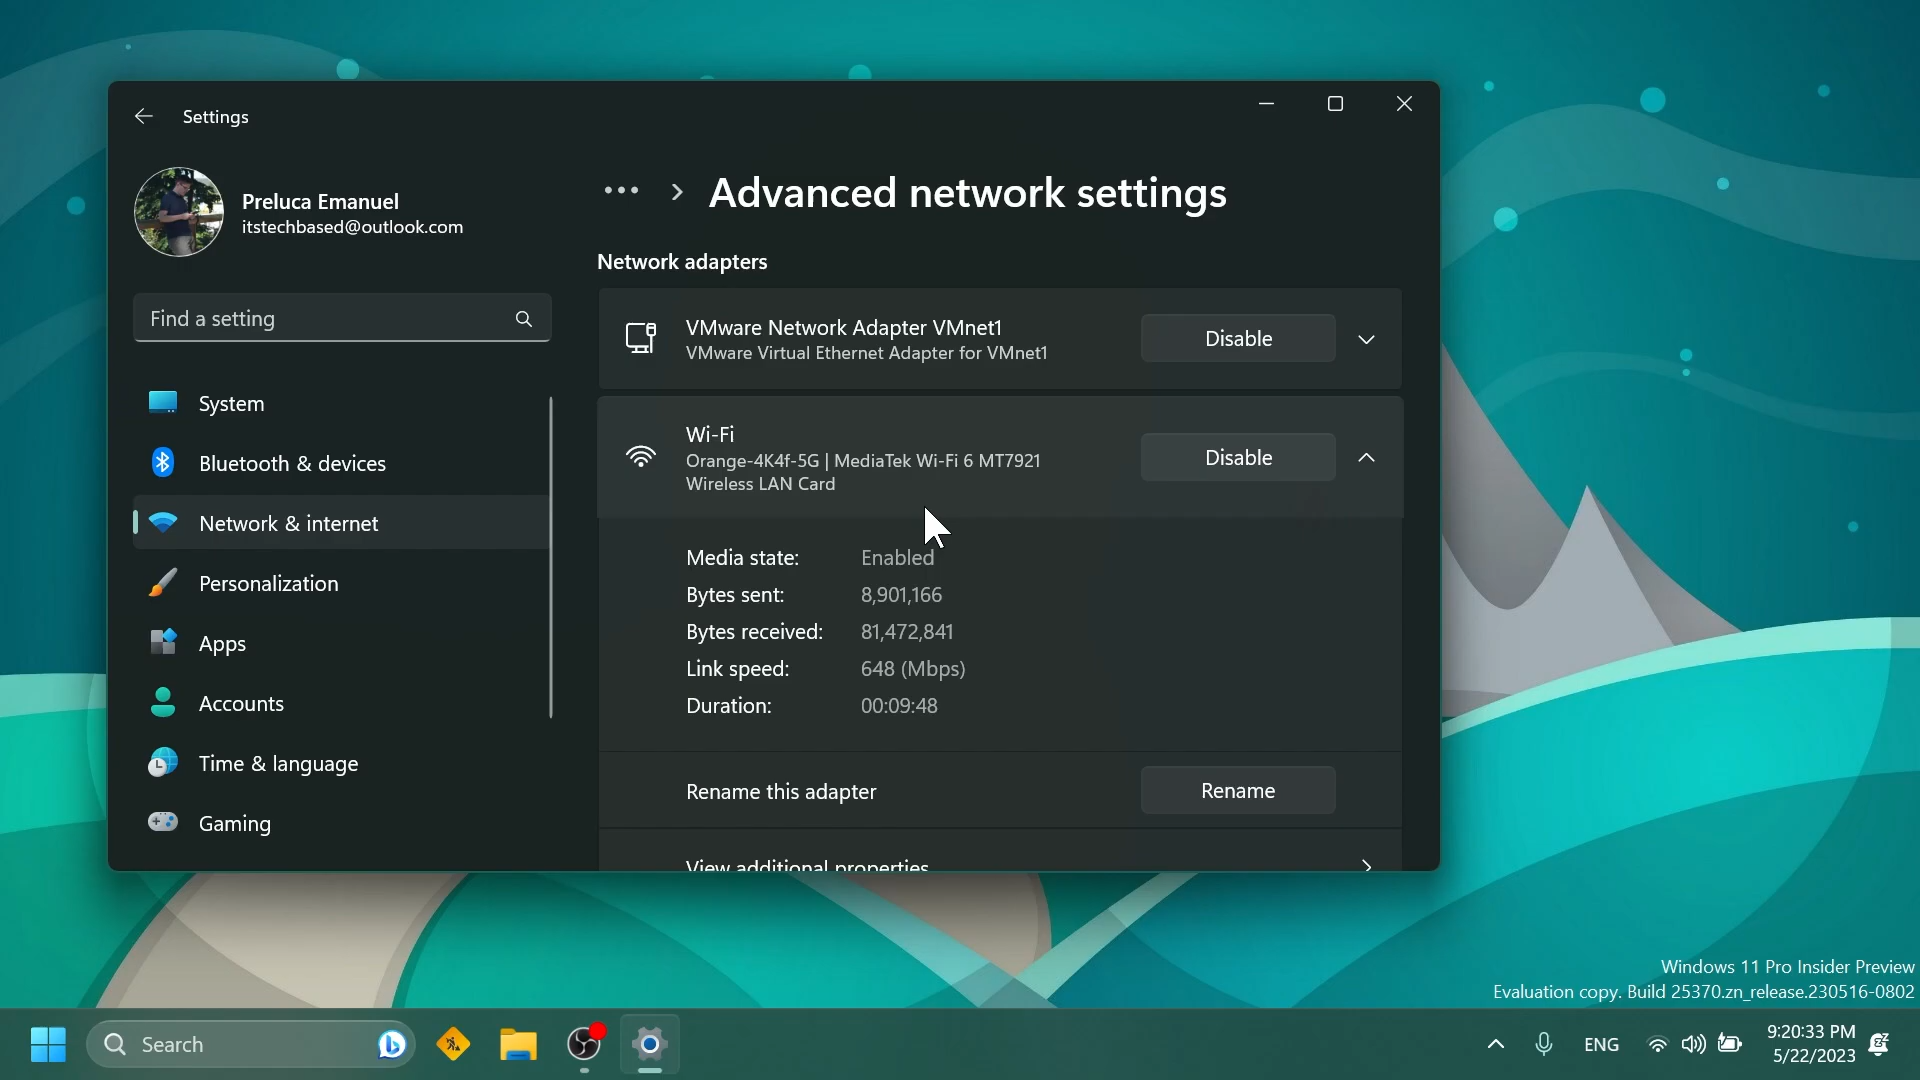 Settings
Preluca Emanuel
itstechbased@outlook.com
Find a setting
System
Bluetooth & devices
Network & internet
Personalization
Apps
Accounts
Time & language
Gaming
••• > Advanced network settings
Network adapters
VMware Network Adapter VMnet1
VMware Virtual Ethernet Adapter for VMnet1
Disable
Wi-Fi
Orange-4K4f-5G | MediaTek Wi-Fi 6 MT7921
Wireless LAN Card
Disable
Media state: Enabled
Bytes sent: 8,901,166
Bytes received: 81,472,841
Link speed: 648 (Mbps)
Duration: 00:09:48
Rename this adapter
Rename
View additional properties
Windows 11 Pro Insider Preview
Evaluation copy. Build 25370.zn_release.230516-0802
Search
ENG
9:20:33 PM
5/22/2023